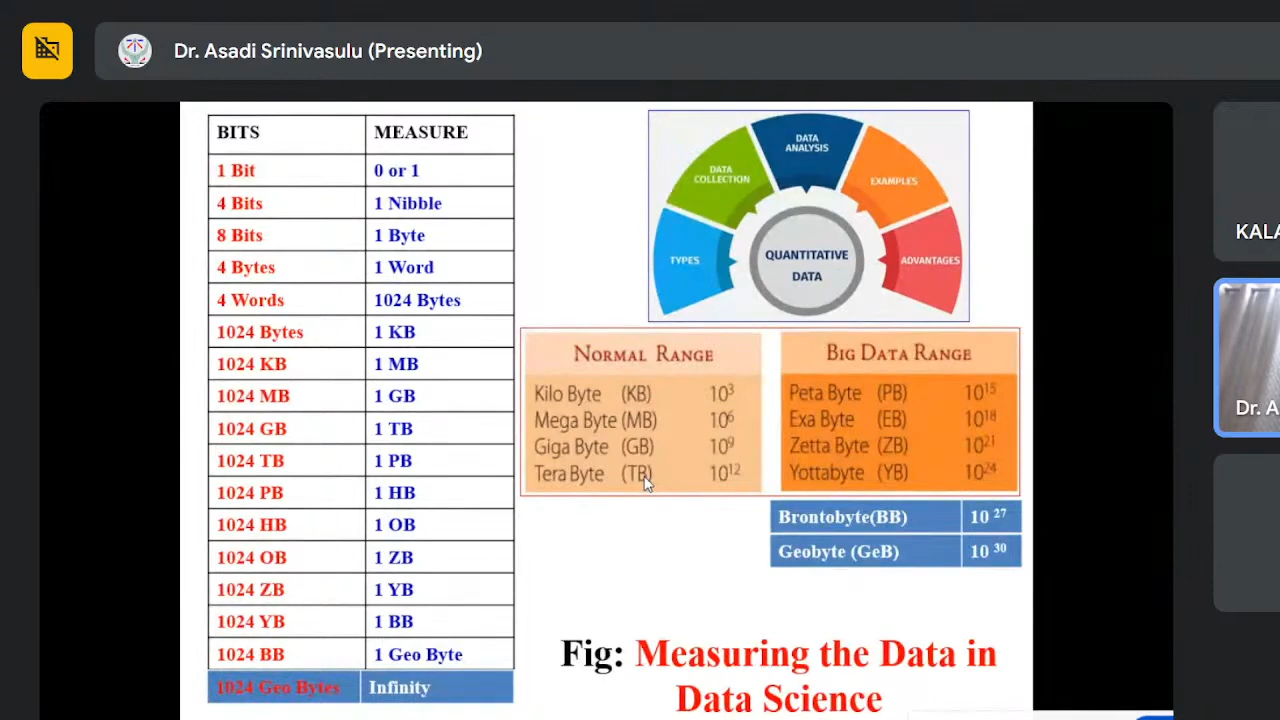 Dr. Asadi Srinivasulu (Presenting)
BITS MEASURE
1 Bit 0 or 1
4 Bits 1 Nibble
8 Bits 1 Byte
4 Bytes 1 Word
4 Words 1024 Bytes
1024 Bytes 1 KB
1024 KB 1 MB
1024 MB 1 GB
1024 GB 1 TB
1024 TB 1 PB
1024 PB 1 HB
1024 HB 1 OB
1024 OB 1 ZB
1024 ZB 1 YB
1024 YB 1 BB
1024 BB 1 Geo Byte
1024 Geo Bytes Infinity
TYPES
DATA
COLLECTION
DATA
ANALYSIS
EXAMPLES
ADVANTAGES
QUANTITATIVE
DATA
NORMAL RANGE
Kilo Byte (KB) 10³
Mega Byte (MB) 10⁶
Giga Byte (GB) 10⁹
Tera Byte (TB) 10¹²
BIG DATA RANGE
Peta Byte (PB) 10¹⁵
Exa Byte (EB) 10¹⁸
Zetta Byte (ZB) 10²¹
Yottabyte (YB) 10²⁴
Brontobyte(BB) 10 ²⁷
Geobyte (GeB) 10 ³⁰
Fig: Measuring the Data in
Data Science
KALA
Dr. A